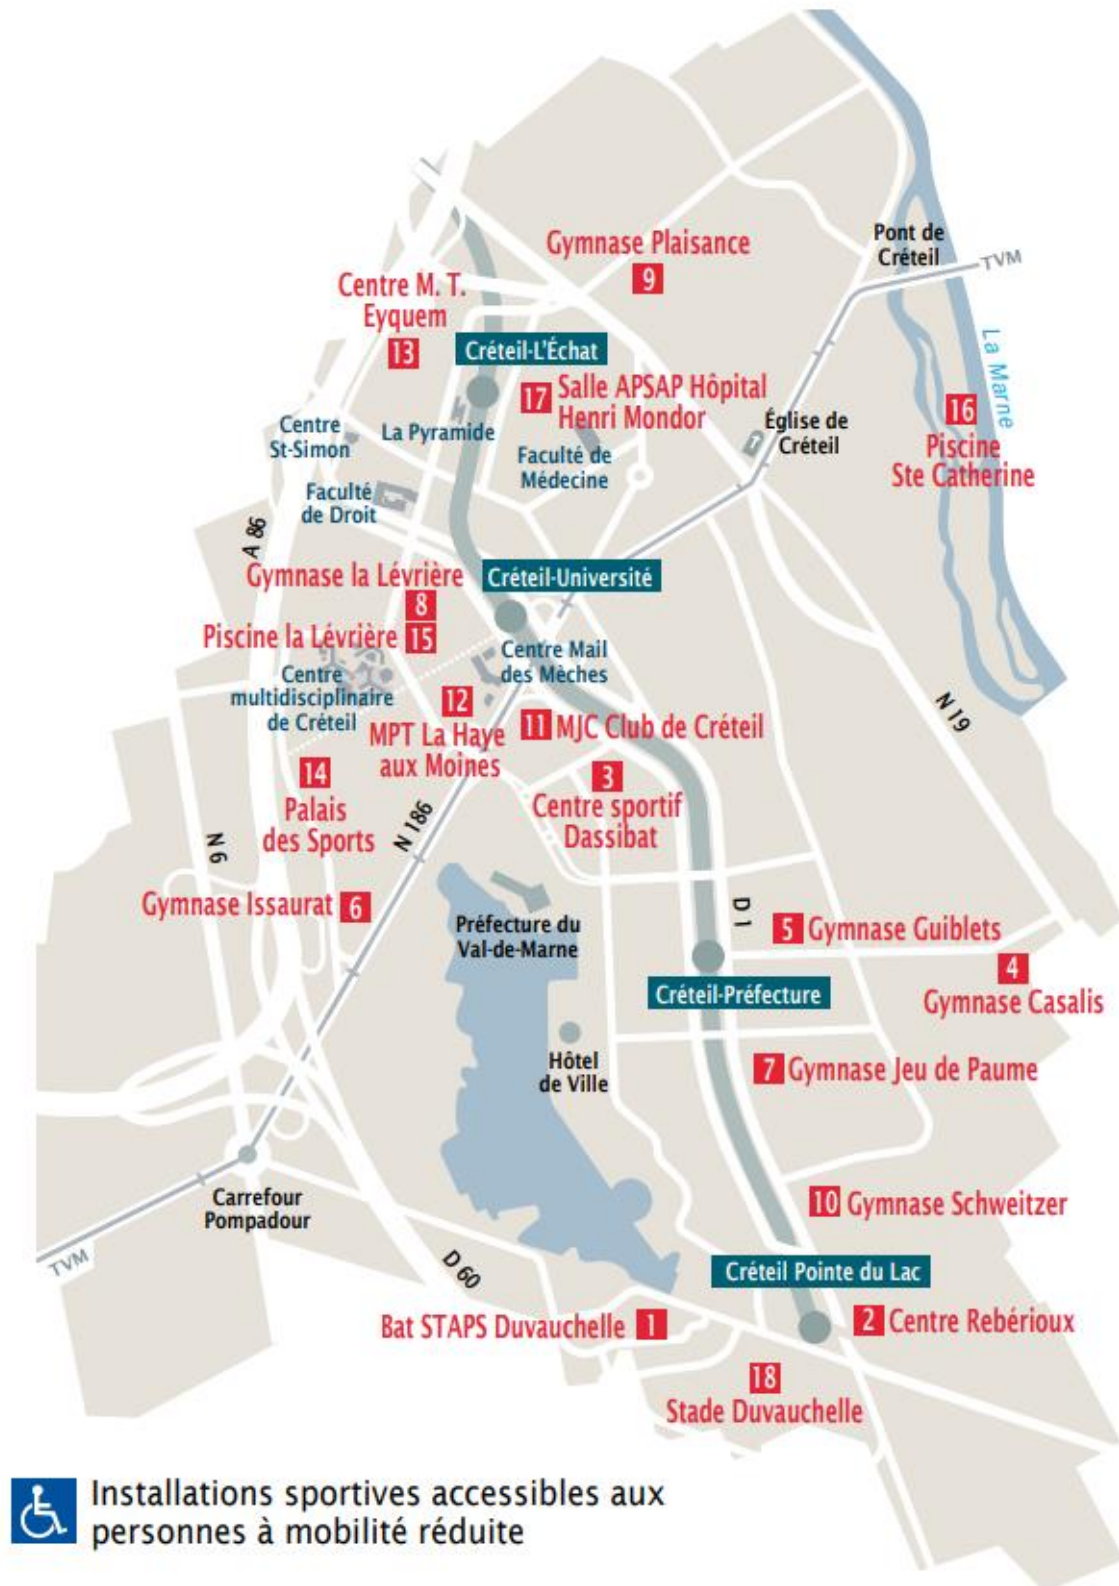 Pont de
Créteil
TVM
Gymnase Plaisance
9
Centre M. T.
Eyquem
13
Créteil-L'Échat
La Marne
17
Salle APSAP Hôpital
Henri Mondor
16
Piscine
Ste Catherine
Centre
St-Simon
La Pyramide
Église de
Créteil
Faculté de
Médecine
Faculté
de Droit
A 86
Gymnase la Lévrière
8
Créteil-Université
Piscine la Lévrière
15
Centre Mail
des Mèches
Centre
multidisciplinaire
de Créteil
12
MPT La Haye
aux Moines
11
MJC Club de Créteil
N 19
14
Palais
des Sports
3
Centre sportif
Dassibat
N 186
N 6
Gymnase Issaurat
6
Préfecture du
Val-de-Marne
D 1
5
Gymnase Guiblets
4
Gymnase Casalis
Créteil-Préfecture
Hôtel
de Ville
7
Gymnase Jeu de Paume
Carrefour
Pompadour
10
Gymnase Schweitzer
TVM
D 60
Créteil Pointe du Lac
Bat STAPS Duvauchelle
1
2
Centre Rebérioux
18
Stade Duvauchelle
Installations sportives accessibles aux
personnes à mobilité réduite